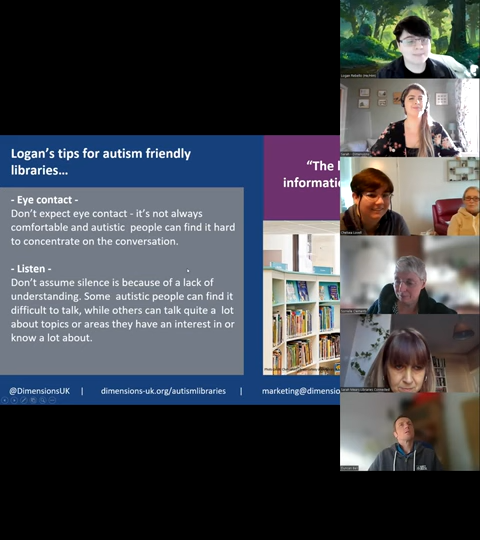 Logan's tips for autism friendly
libraries...
- Eye contact -
Don't expect eye contact - it's not always
comfortable and autistic people can find it hard
to concentrate on the conversation.
- Listen -
Don't assume silence is because of a lack of
understanding. Some autistic people can find it
difficult to talk, while others can talk quite a lot
about topics or areas they have an interest in or
know a lot about.
"The
informati
@DimensionsUK | dimensions-uk.org/autismlibraries | marketing@dimensio